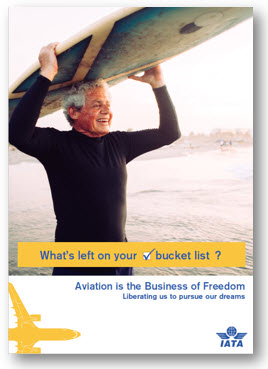 What's left on your bucket list ?
Aviation is the Business of Freedom
Liberating us to pursue our dreams
IATA